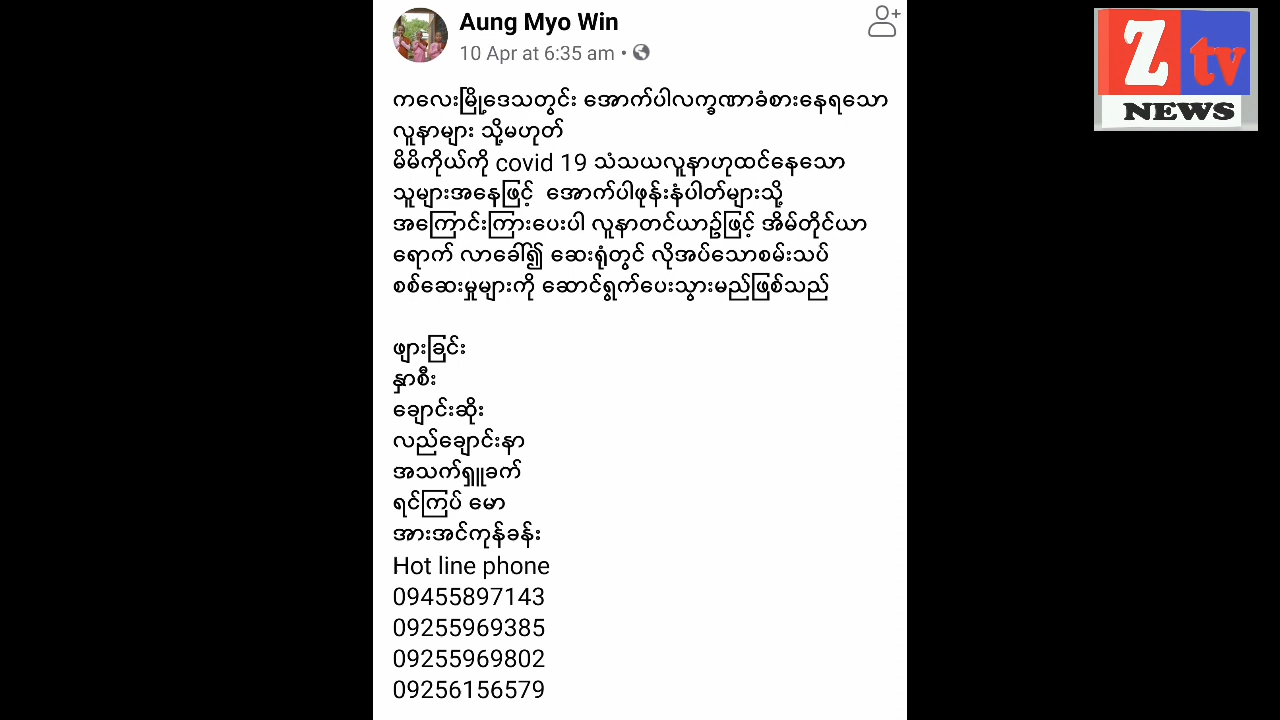 Aung Myo Win
10 Apr at 6:35 am •
Z tv
NEWS
ကလေးမြို့ဒေသတွင်း အောက်ပါလက္ခဏာခံစားနေရသော
လူနာများ သို့မဟုတ်
မိမိကိုယ်ကို covid 19 သံသယလူနာဟုထင်နေသော
သူများအနေဖြင့် အောက်ပါဖုန်းနံပါတ်များသို့
အကြောင်းကြားပေးပါ လူနာတင်ယာဥ်ဖြင့် အိမ်တိုင်ယာ
ရောက် လာခေါ်၍ ဆေးရုံတွင် လိုအပ်သောစမ်းသပ်
စစ်ဆေးမှုများကို ဆောင်ရွက်ပေးသွားမည်ဖြစ်သည်
ဖျားခြင်း
နှာစီး
ချောင်းဆိုး
လည်ချောင်းနာ
အသက်ရှူခက်
ရင်ကြပ် မော
အားအင်ကုန်ခန်း
Hot line phone
09455897143
09255969385
09255969802
09256156579